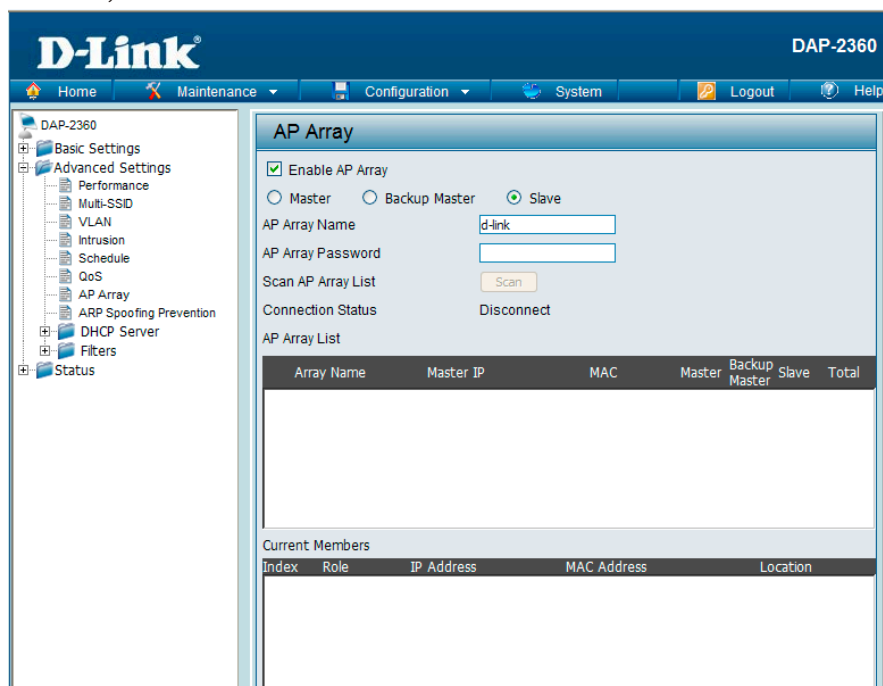 D-Link®
DAP-2360
Home Maintenance Configuration System Logout Help
DAP-2360
Basic Settings
Advanced Settings
Performance
Multi-SSID
VLAN
Intrusion
Schedule
QoS
AP Array
ARP Spoofing Prevention
DHCP Server
Filters
Status
AP Array
Enable AP Array
Master Backup Master Slave
AP Array Name d-link
AP Array Password
Scan AP Array List Scan
Connection Status Disconnect
AP Array List
Array Name Master IP MAC Master Backup Master Slave Total
Current Members
Index Role IP Address MAC Address Location